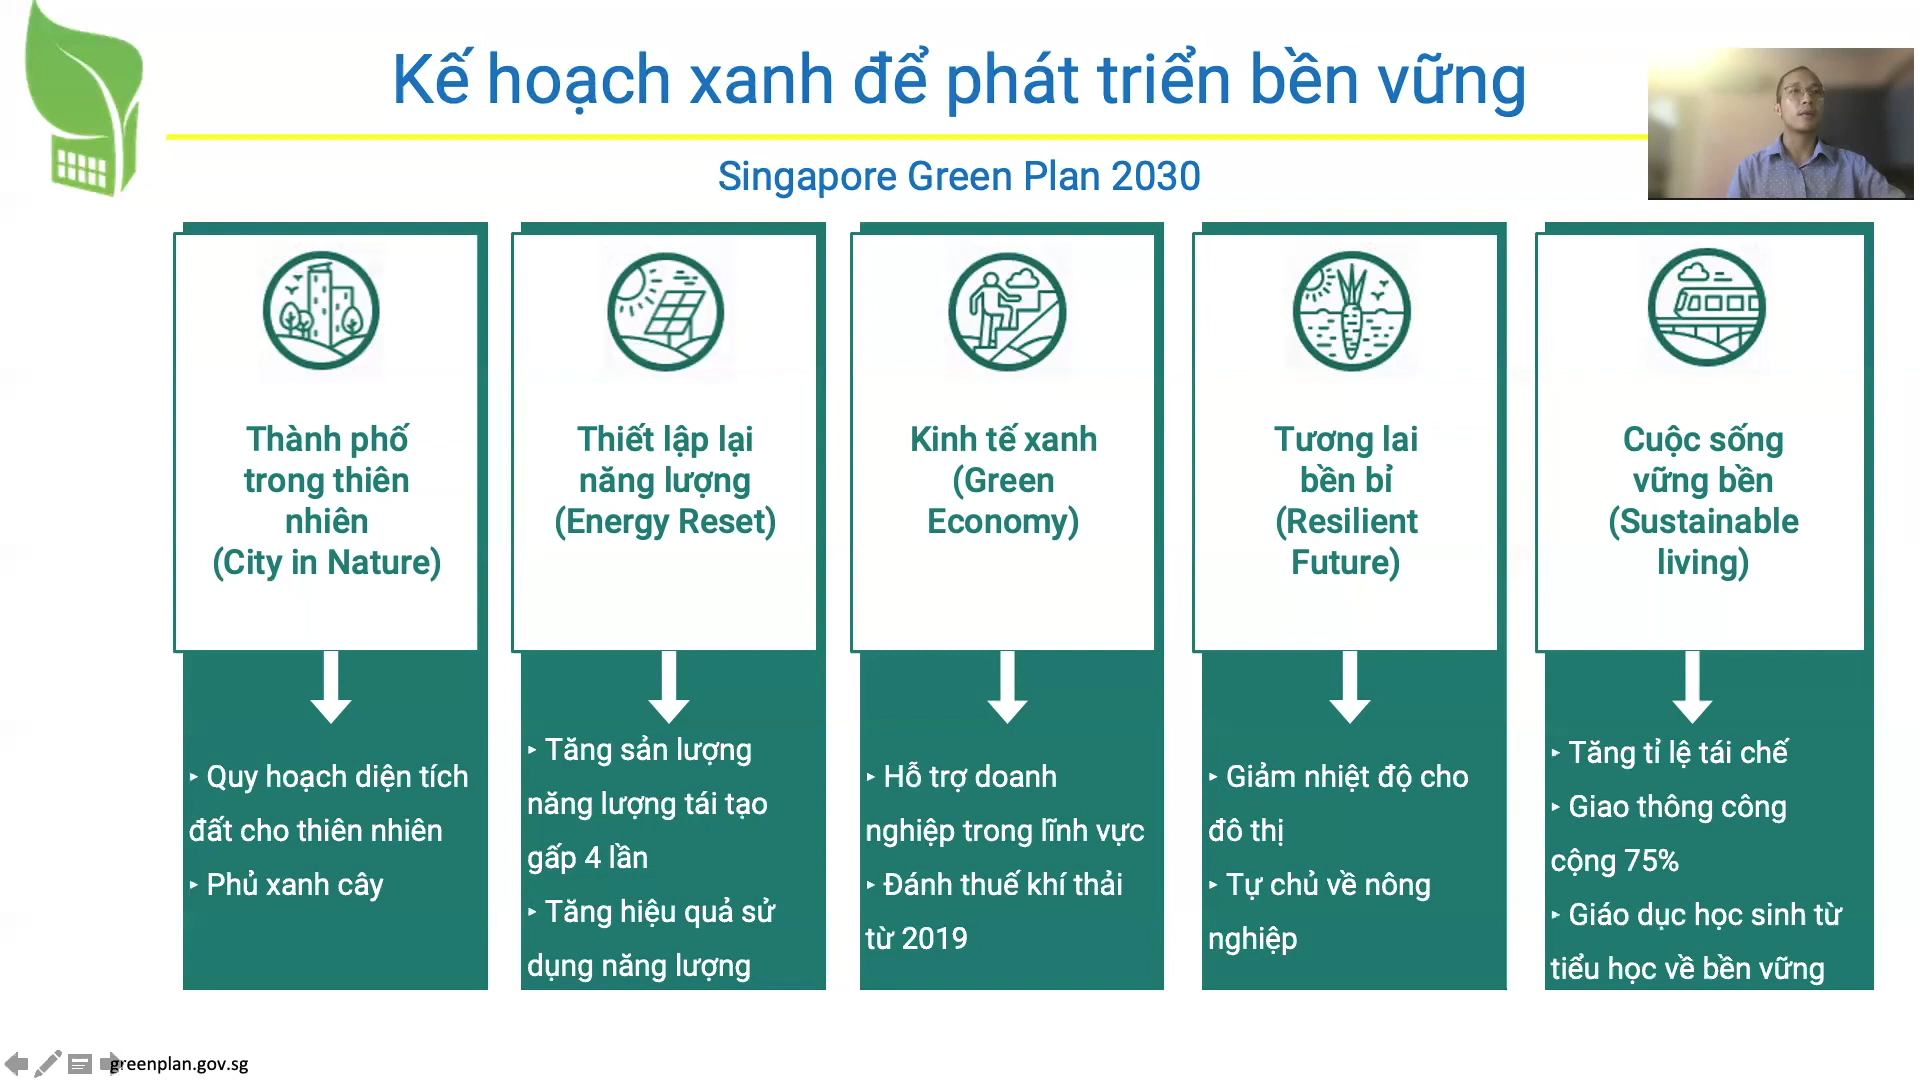 Kế hoạch xanh để phát triển bền vững
Singapore Green Plan 2030
Thành phố
trong thiên
nhiên
(City in Nature)
‣ Quy hoạch diện tích
đất cho thiên nhiên
‣ Phủ xanh cây
Thiết lập lại
năng lượng
(Energy Reset)
‣ Tăng sản lượng
năng lượng tái tạo
gấp 4 lần
‣ Tăng hiệu quả sử
dụng năng lượng
Kinh tế xanh
(Green
Economy)
‣ Hỗ trợ doanh
nghiệp trong lĩnh vực
‣ Đánh thuế khí thải
từ 2019
Tương lai
bền bỉ
(Resilient
Future)
‣ Giảm nhiệt độ cho
đô thị
‣ Tự chủ về nông
nghiệp
Cuộc sống
vững bền
(Sustainable
living)
‣ Tăng tỉ lệ tái chế
‣ Giao thông công
cộng 75%
‣ Giáo dục học sinh từ
tiểu học về bền vững
greenplan.gov.sg